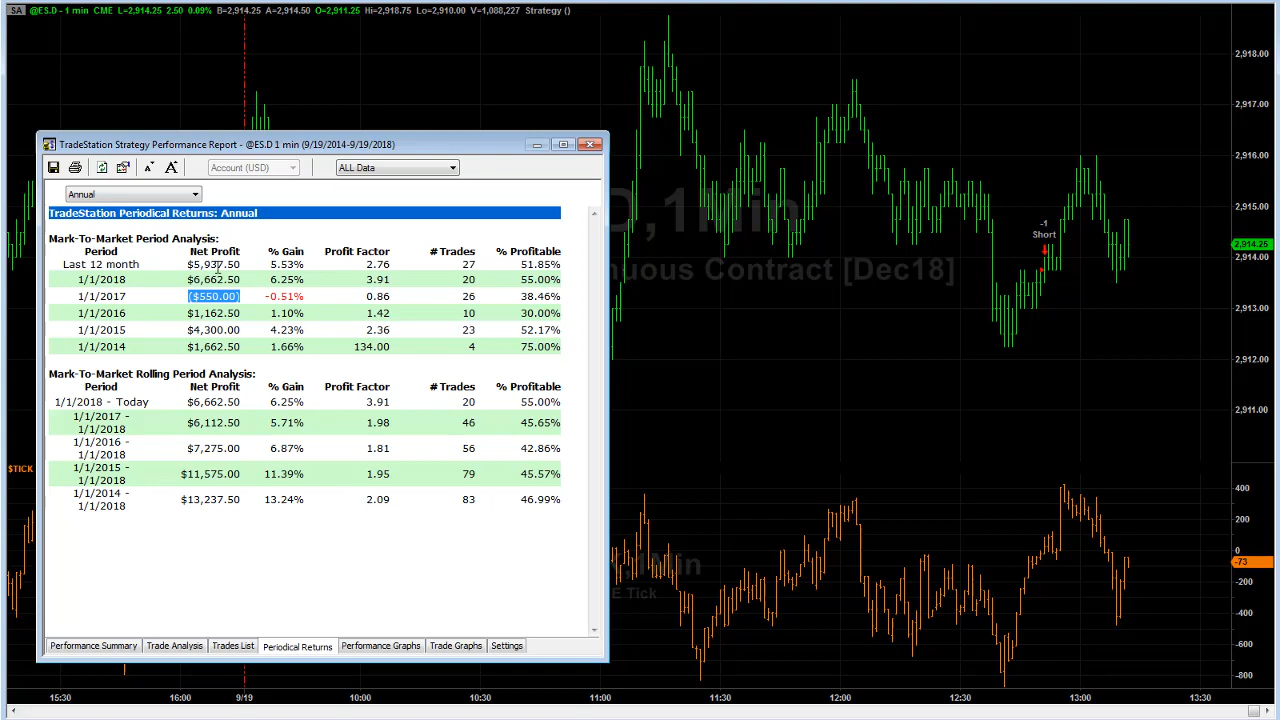 SA @ES.D - 1 min CME L=2,914.25 2.50 0.09% B=2,914.25 A=2,914.50 O=2,911.25 Hi=2,918.75 Lo=2,910.00 V=1,088,227 Strategy ()
TradeStation Strategy Performance Report - @ES.D 1 min (9/19/2014-9/19/2018)
Account (USD) ALL Data
Annual
TradeStation Periodical Returns: Annual
Mark-To-Market Period Analysis:
Period Net Profit % Gain Profit Factor # Trades % Profitable
Last 12 month $5,937.50 5.53% 2.76 27 51.85%
1/1/2018 $6,662.50 6.25% 3.91 20 55.00%
1/1/2017 ($550.00) -0.51% 0.86 26 38.46%
1/1/2016 $1,162.50 1.10% 1.42 10 30.00%
1/1/2015 $4,300.00 4.23% 2.36 23 52.17%
1/1/2014 $1,662.50 1.66% 134.00 4 75.00%
Mark-To-Market Rolling Period Analysis:
Period Net Profit % Gain Profit Factor # Trades % Profitable
1/1/2018 - Today $6,662.50 6.25% 3.91 20 55.00%
1/1/2017 -
1/1/2018 $6,112.50 5.71% 1.98 46 45.65%
1/1/2016 -
1/1/2018 $7,275.00 6.87% 1.81 56 42.86%
1/1/2015 -
1/1/2018 $11,575.00 11.39% 1.95 79 45.57%
1/1/2014 -
1/1/2018 $13,237.50 13.24% 2.09 83 46.99%
Performance Summary Trade Analysis Trades List Periodical Returns Performance Graphs Trade Graphs Settings
D,1Min
nuous Contract [Dec18]
-1
Short
2,918.00
2,917.00
2,916.00
2,915.00
2,914.25
2,914.00
2,913.00
2,912.00
2,911.00
$TICK
,1Min
E Tick
400
200
0
-73
-200
-400
-600
-800
15:30 16:00 9/19 10:00 10:30 11:00 11:30 12:00 12:30 13:00 13:30